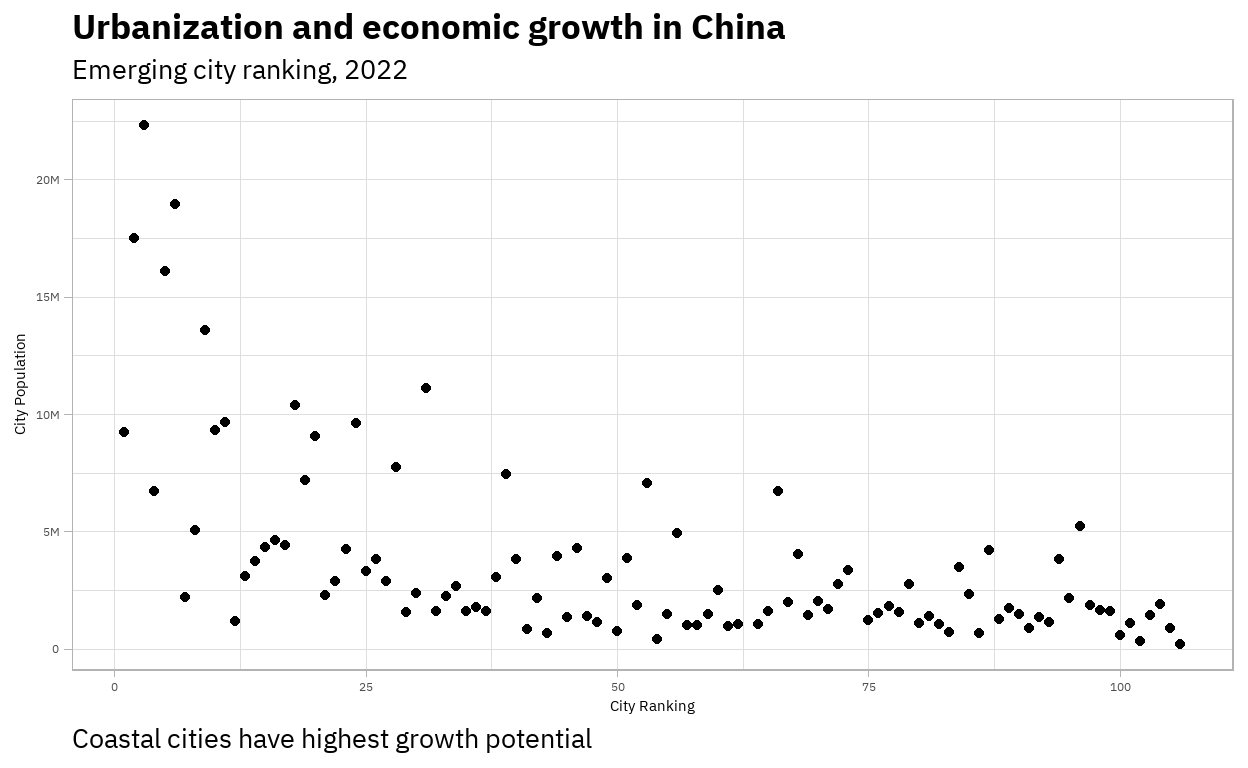 Urbanization and economic growth in China
Emerging city ranking, 2022
City Population
20M
15M
10M
5M
0
0 25 50 75 100
City Ranking
Coastal cities have highest growth potential